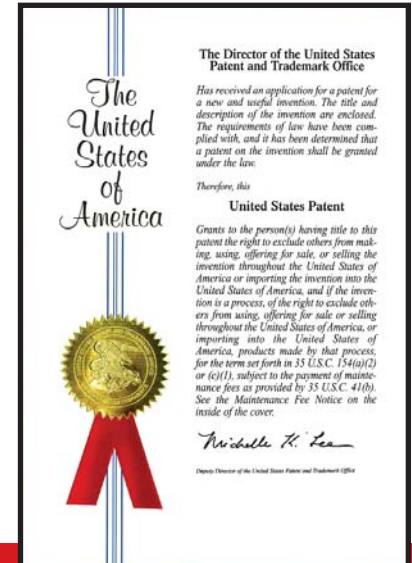 The
United
States
of
America
The Director of the United States
Patent and Trademark Office
Has received an application for a patent for
a new and useful invention. The title and
description of the invention are enclosed.
The requirements of law have been com-
plied with, and it has been determined that
a patent on the invention shall be granted
under the law.
Therefore, this
United States Patent
Grants to the person(s) having title to this
patent the right to exclude others from mak-
ing, using, offering for sale, or selling the
invention throughout the United States of
America or importing the invention into the
United States of America, and if the inven-
tion is a process, of the right to exclude oth-
ers from using, offering for sale or selling
throughout the United States of America, or
importing into the United States of
America, products made by that process,
for the term set forth in 35 U.S.C. 154(a)(2)
or (c)(1), subject to the payment of mainte-
nance fees as provided by 35 U.S.C. 41(b).
See the Maintenance Fee Notice on the
inside of the cover.
Michelle K. Lee
Deputy Director of the United States Patent and Trademark Office